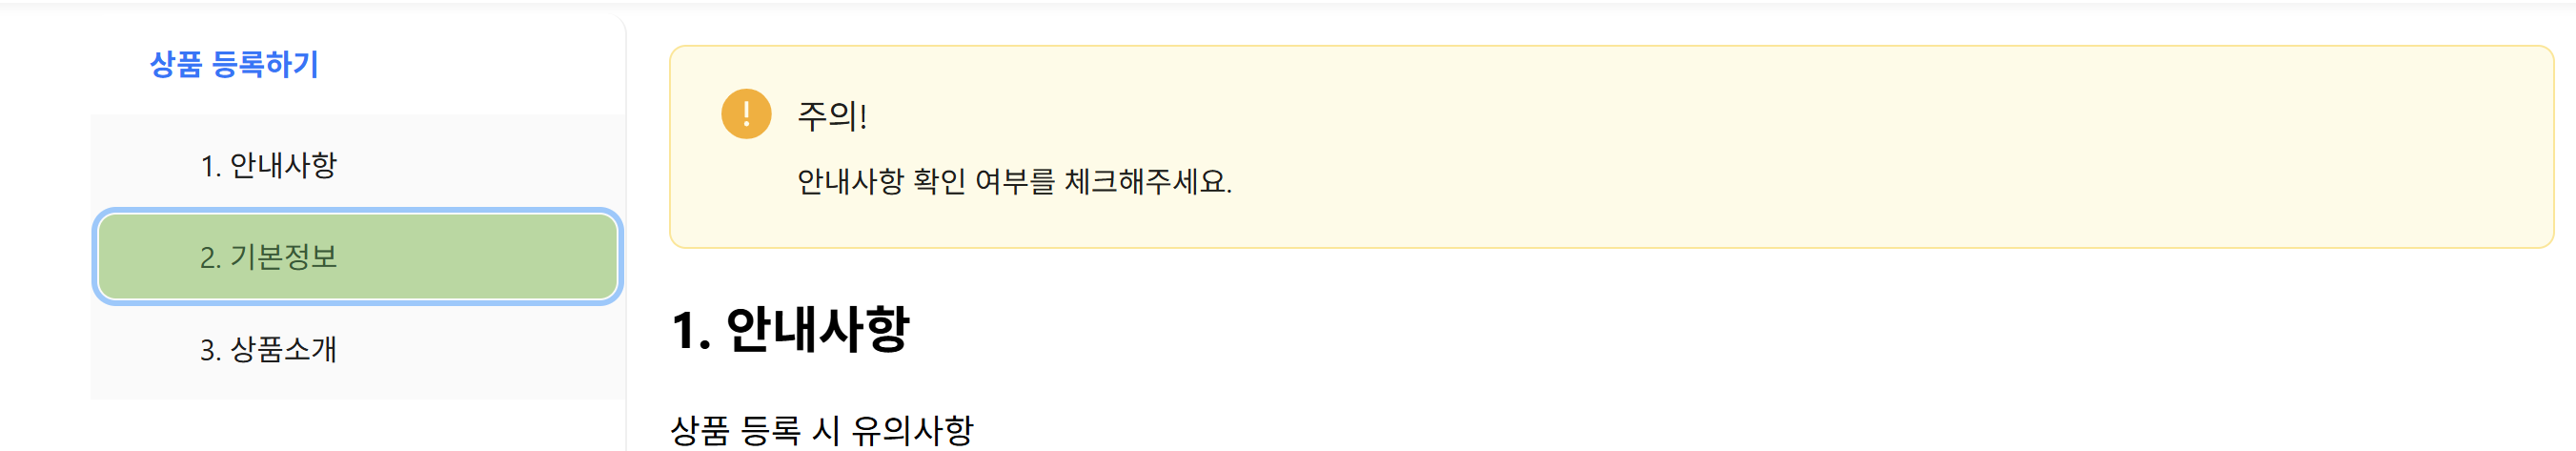 상품 등록하기
1. 안내사항
2. 기본정보
3. 상품소개
주의!
안내사항 확인 여부를 체크해주세요.
1. 안내사항
상품 등록 시 유의사항